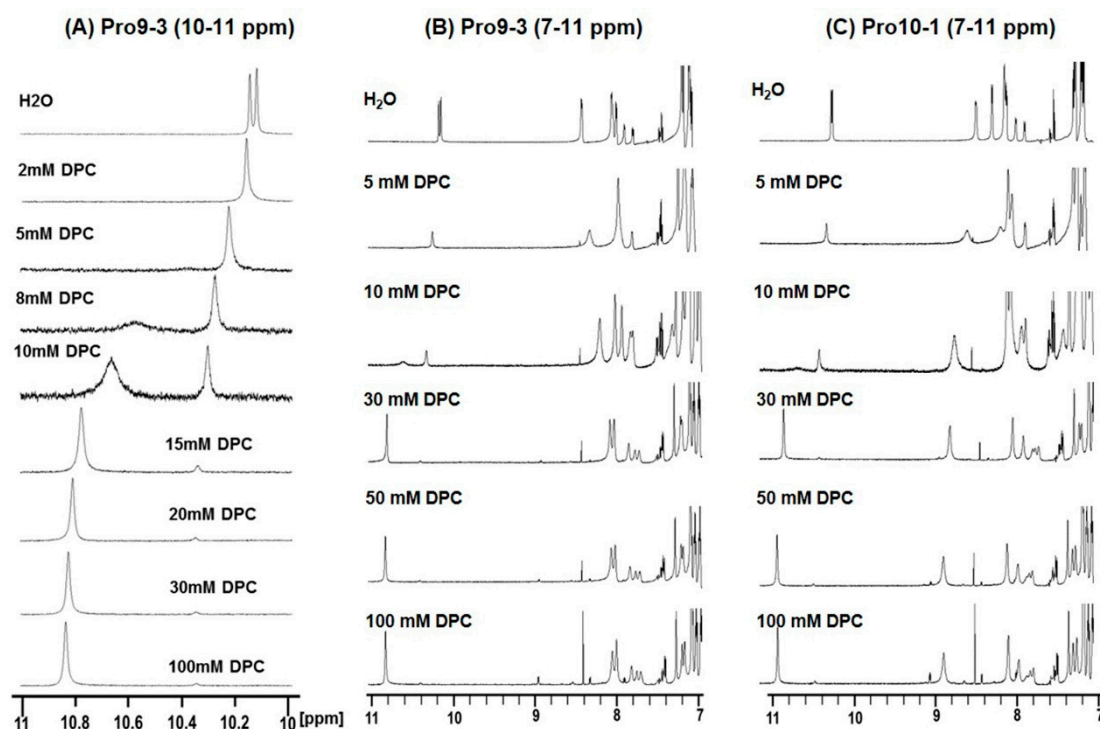 (A) Pro9-3 (10-11 ppm)
H2O
2mM DPC
5mM DPC
8mM DPC
10mM DPC
15mM DPC
20mM DPC
30mM DPC
100mM DPC
11 10.8 10.6 10.4 10.2 10 [ppm]
(B) Pro9-3 (7-11 ppm)
H₂O
5 mM DPC
10 mM DPC
30 mM DPC
50 mM DPC
100 mM DPC
11 10 9 8 7
(C) Pro10-1 (7-11 ppm)
H₂O
5 mM DPC
10 mM DPC
30 mM DPC
50 mM DPC
100 mM DPC
11 10 9 8 7